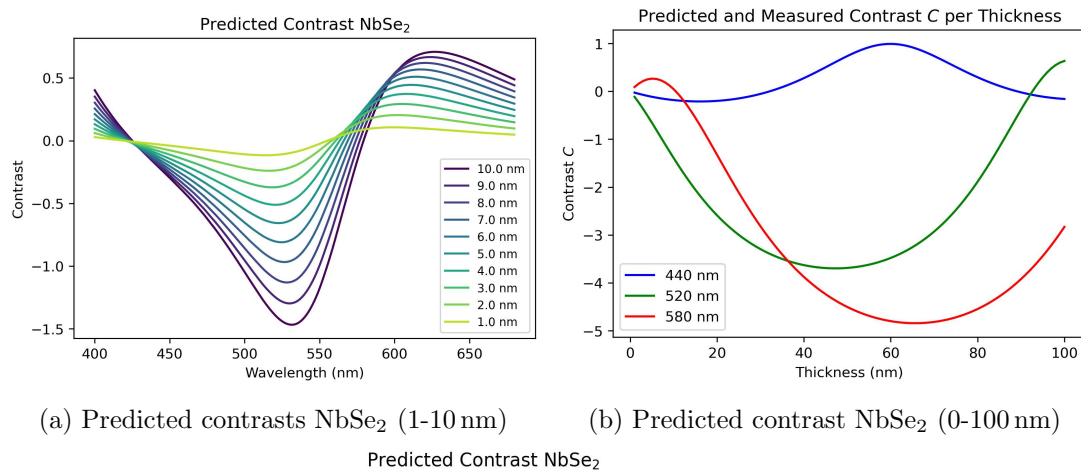 Predicted Contrast NbSe₂
Contrast
0.5
0.0
−0.5
−1.0
−1.5
10.0 nm
9.0 nm
8.0 nm
7.0 nm
6.0 nm
5.0 nm
4.0 nm
3.0 nm
2.0 nm
1.0 nm
400 450 500 550 600 650
Wavelength (nm)
(a) Predicted contrasts NbSe₂ (1-10 nm)
Predicted and Measured Contrast C per Thickness
Contrast C
1
0
−1
−2
−3
−4
−5
440 nm
520 nm
580 nm
0 20 40 60 80 100
Thickness (nm)
(b) Predicted contrast NbSe₂ (0-100 nm)
Predicted Contrast NbSe₂